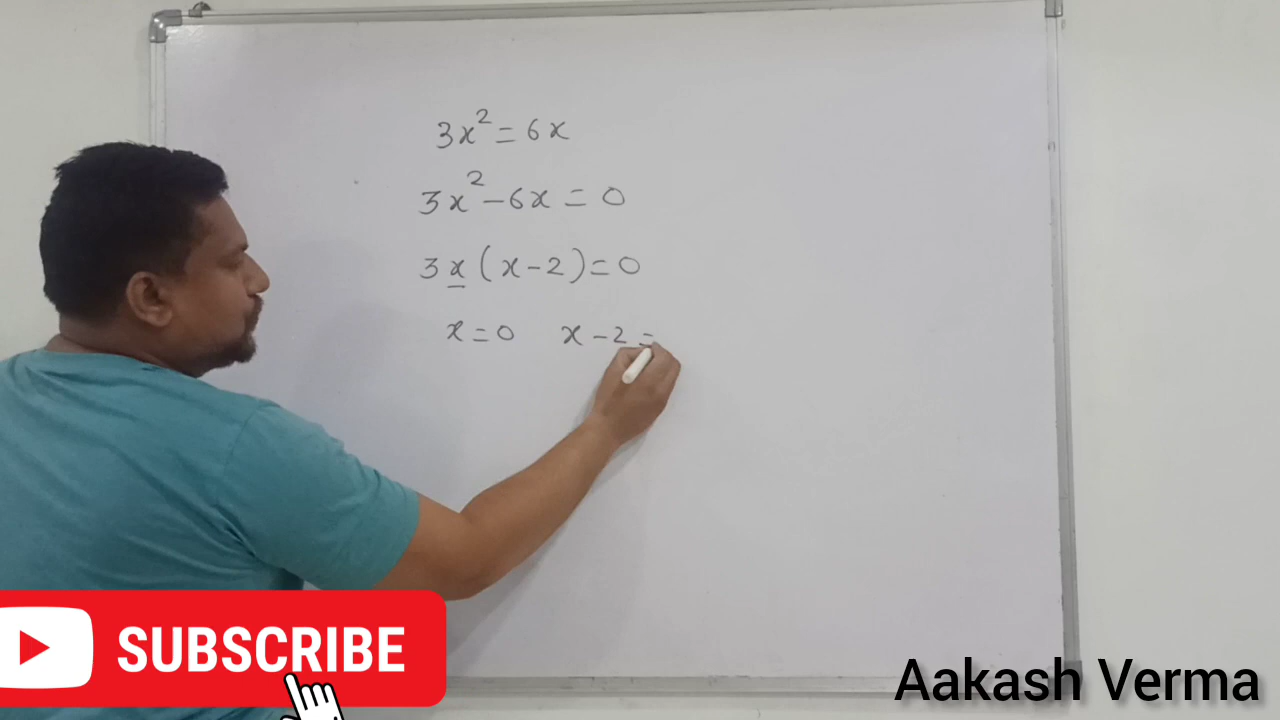 3x² = 6x
3x² - 6x = 0
3x (x - 2) = 0
x = 0 x - 2 =
SUBSCRIBE
Aakash Verma